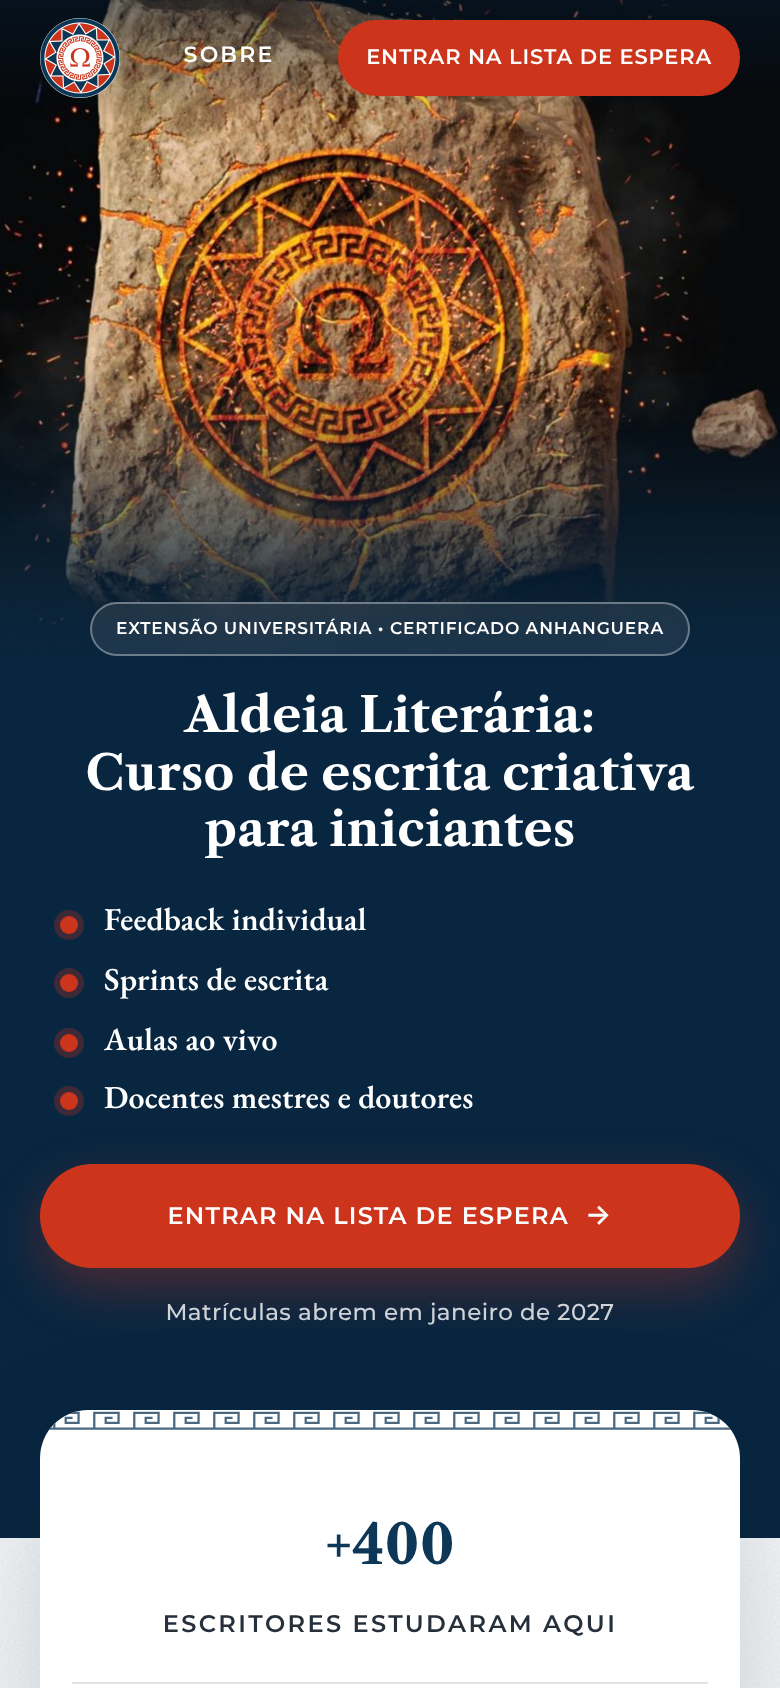 SOBRE
ENTRAR NA LISTA DE ESPERA
Ω
Ω
EXTENSÃO UNIVERSITÁRIA • CERTIFICADO ANHANGUERA
Aldeia Literária:
Curso de escrita criativa
para iniciantes
Feedback individual
Sprints de escrita
Aulas ao vivo
Docentes mestres e doutores
ENTRAR NA LISTA DE ESPERA →
Matrículas abrem em janeiro de 2027
+400
ESCRITORES ESTUDARAM AQUI